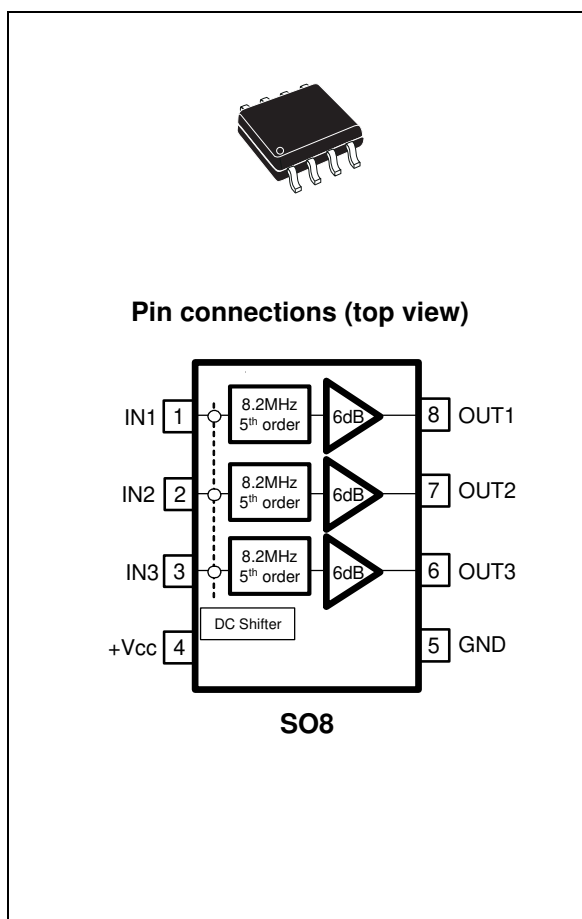 Pin connections (top view)
IN1 1 8.2MHz 5th order 6dB 8 OUT1
IN2 2 8.2MHz 5th order 6dB 7 OUT2
IN3 3 8.2MHz 5th order 6dB 6 OUT3
DC Shifter
+Vcc 4 5 GND
SO8